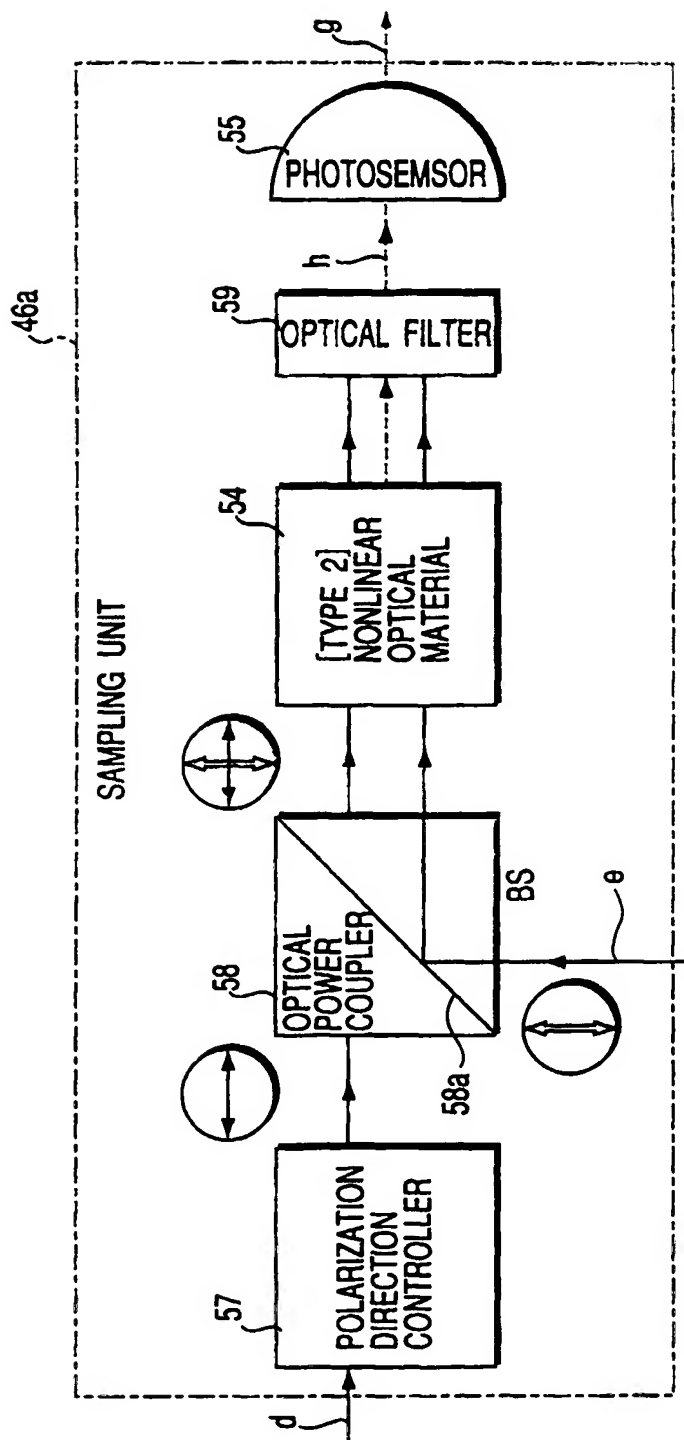 46a
SAMPLING UNIT
d
57
POLARIZATION
DIRECTION
CONTROLLER
58
OPTICAL
POWER
COUPLER
58a
BS
e
54
[TYPE 2]
NONLINEAR
OPTICAL
MATERIAL
59
OPTICAL FILTER
h
55
PHOTOSEMSOR
g